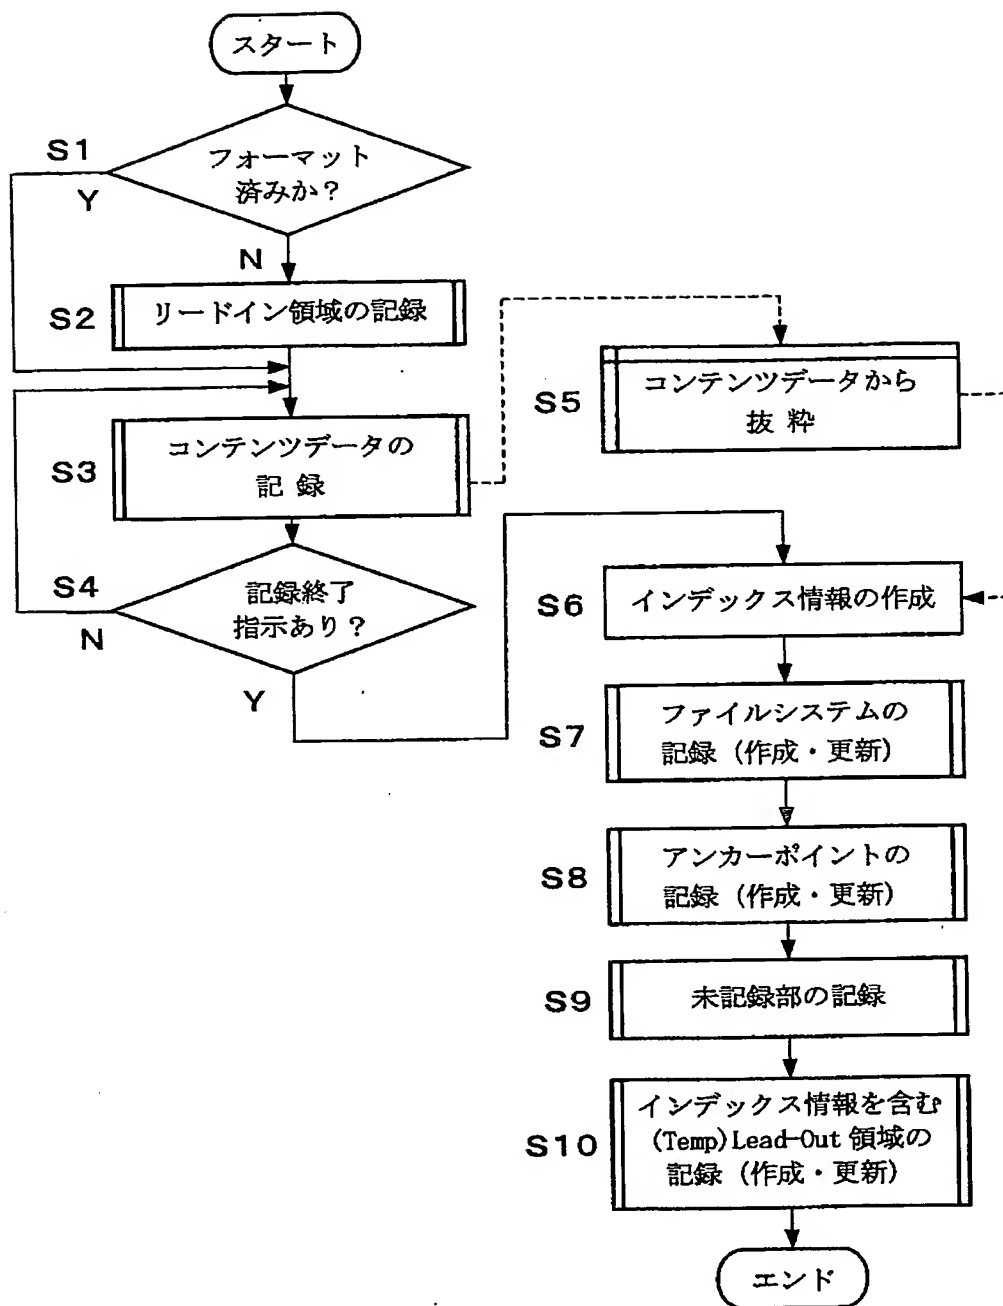 スタート
S1
フォーマット
済みか?
Y
N
S2
リードイン領域の記録
S3
コンテンツデータの
記 録
S4
記録終了
指示あり?
N
Y
S5
コンテンツデータから
抜 粋
S6
インデックス情報の作成
S7
ファイルシステムの
記録 (作成・更新)
S8
アンカーポイントの
記録 (作成・更新)
S9
未記録部の記録
S10
インデックス情報を含む
(Temp)Lead-Out 領域の
記録 (作成・更新)
エンド